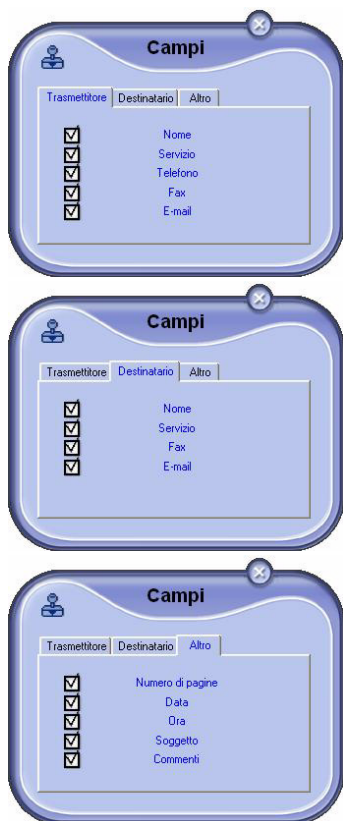 Campi
Trasmettitore Destinatario Altro
Nome
Servizio
Telefono
Fax
E-mail
Campi
Trasmettitore Destinatario Altro
Nome
Servizio
Fax
E-mail
Campi
Trasmettitore Destinatario Altro
Numero di pagine
Data
Ora
Soggetto
Commenti